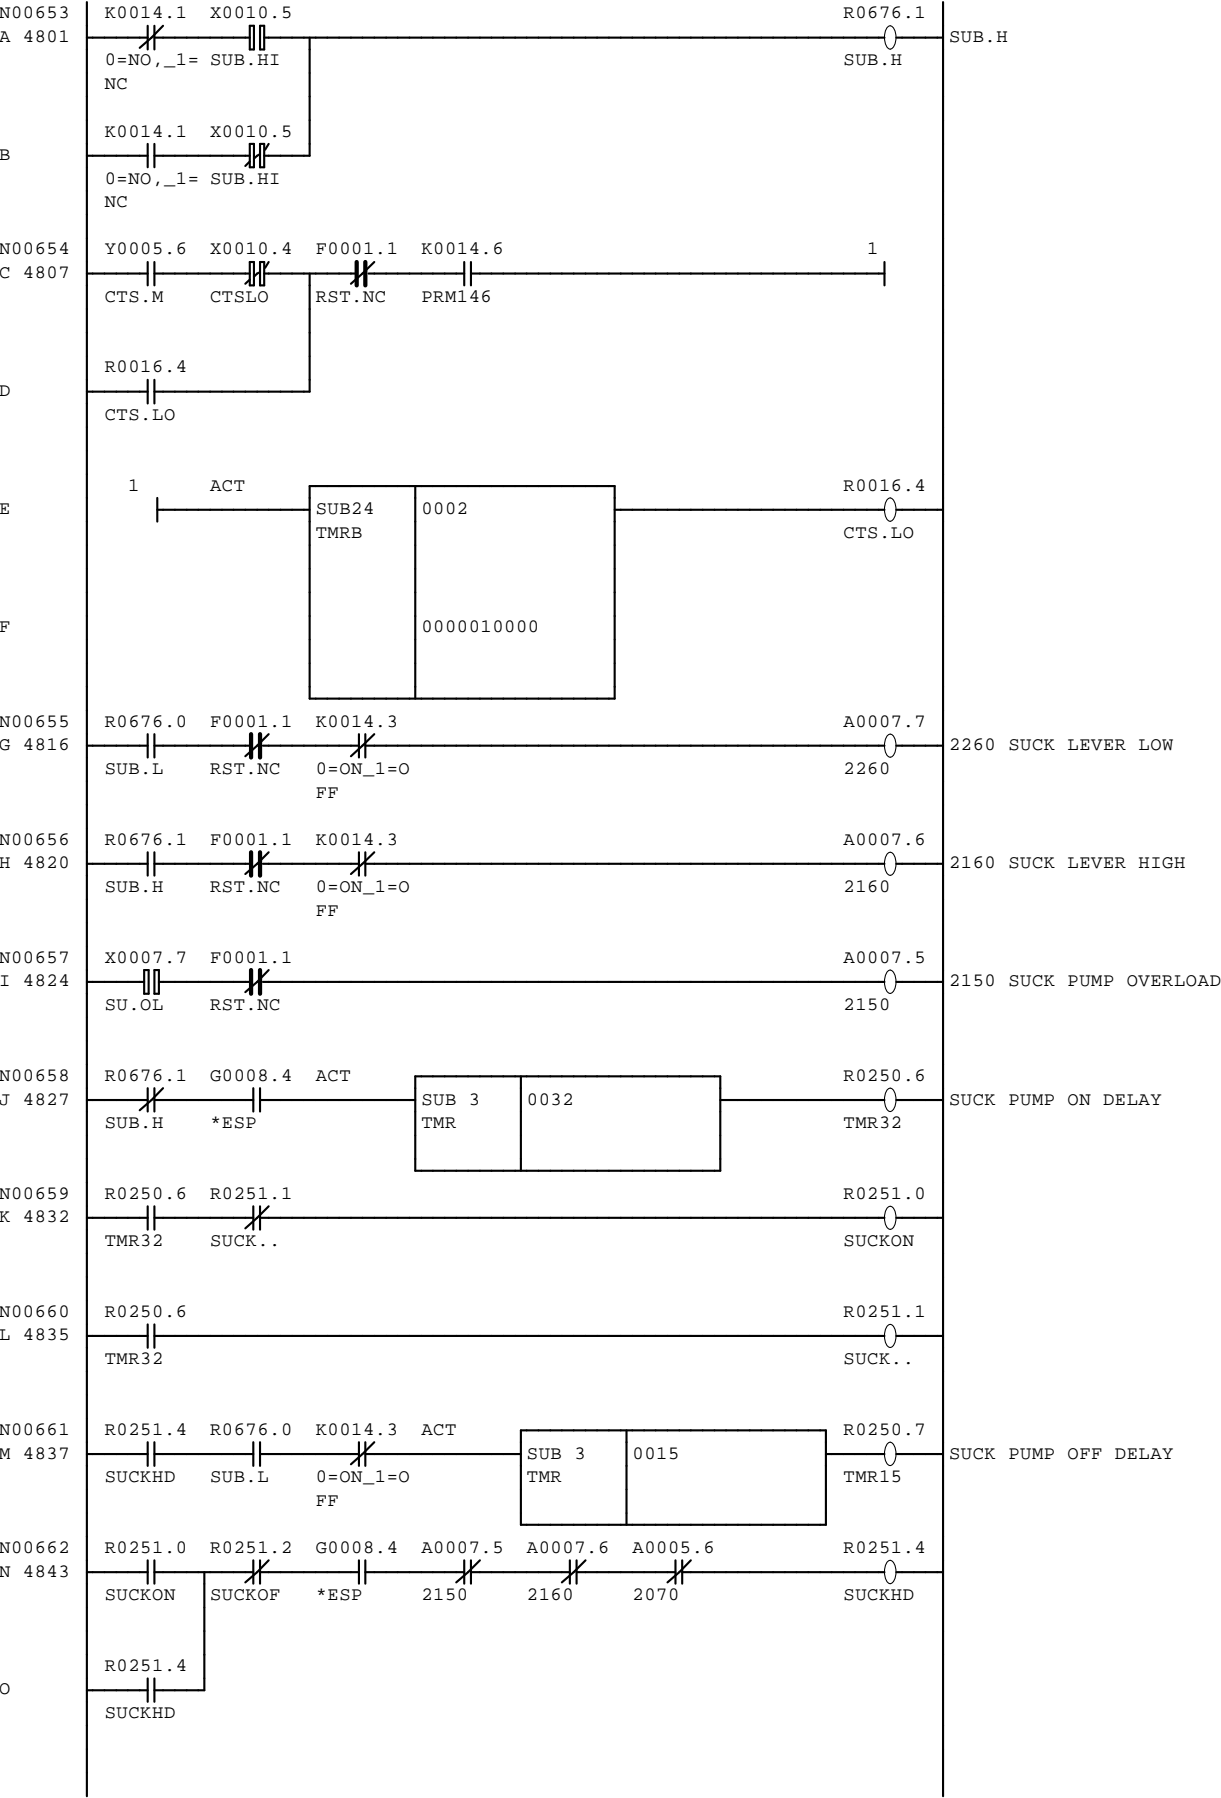 N00653 K0014.1 X0010.5 R0676.1
A 4801 SUB.H
0=NO,_1= SUB.HI SUB.H
NC
K0014.1 X0010.5
B
0=NO,_1= SUB.HI
NC
N00654 Y0005.6 X0010.4 F0001.1 K0014.6 1
C 4807
CTS.M CTSLO RST.NC PRM146
R0016.4
D
CTS.LO
1 ACT R0016.4
E SUB24 0002
TMRB CTS.LO
F 0000010000
N00655 R0676.0 F0001.1 K0014.3 A0007.7
G 4816 2260 SUCK LEVER LOW
SUB.L RST.NC 0=ON_1=O 2260
FF
N00656 R0676.1 F0001.1 K0014.3 A0007.6
H 4820 2160 SUCK LEVER HIGH
SUB.H RST.NC 0=ON_1=O 2160
FF
N00657 X0007.7 F0001.1 A0007.5
I 4824 2150 SUCK PUMP OVERLOAD
SU.OL RST.NC 2150
N00658 R0676.1 G0008.4 ACT R0250.6
J 4827 SUB 3 0032 SUCK PUMP ON DELAY
SUB.H *ESP TMR TMR32
N00659 R0250.6 R0251.1 R0251.0
K 4832
TMR32 SUCK.. SUCKON
N00660 R0250.6 R0251.1
L 4835
TMR32 SUCK..
N00661 R0251.4 R0676.0 K0014.3 ACT R0250.7
M 4837 SUB 3 0015 SUCK PUMP OFF DELAY
SUCKHD SUB.L 0=ON_1=O TMR TMR15
FF
N00662 R0251.0 R0251.2 G0008.4 A0007.5 A0007.6 A0005.6 R0251.4
N 4843
SUCKON SUCKOF *ESP 2150 2160 2070 SUCKHD
R0251.4
O
SUCKHD